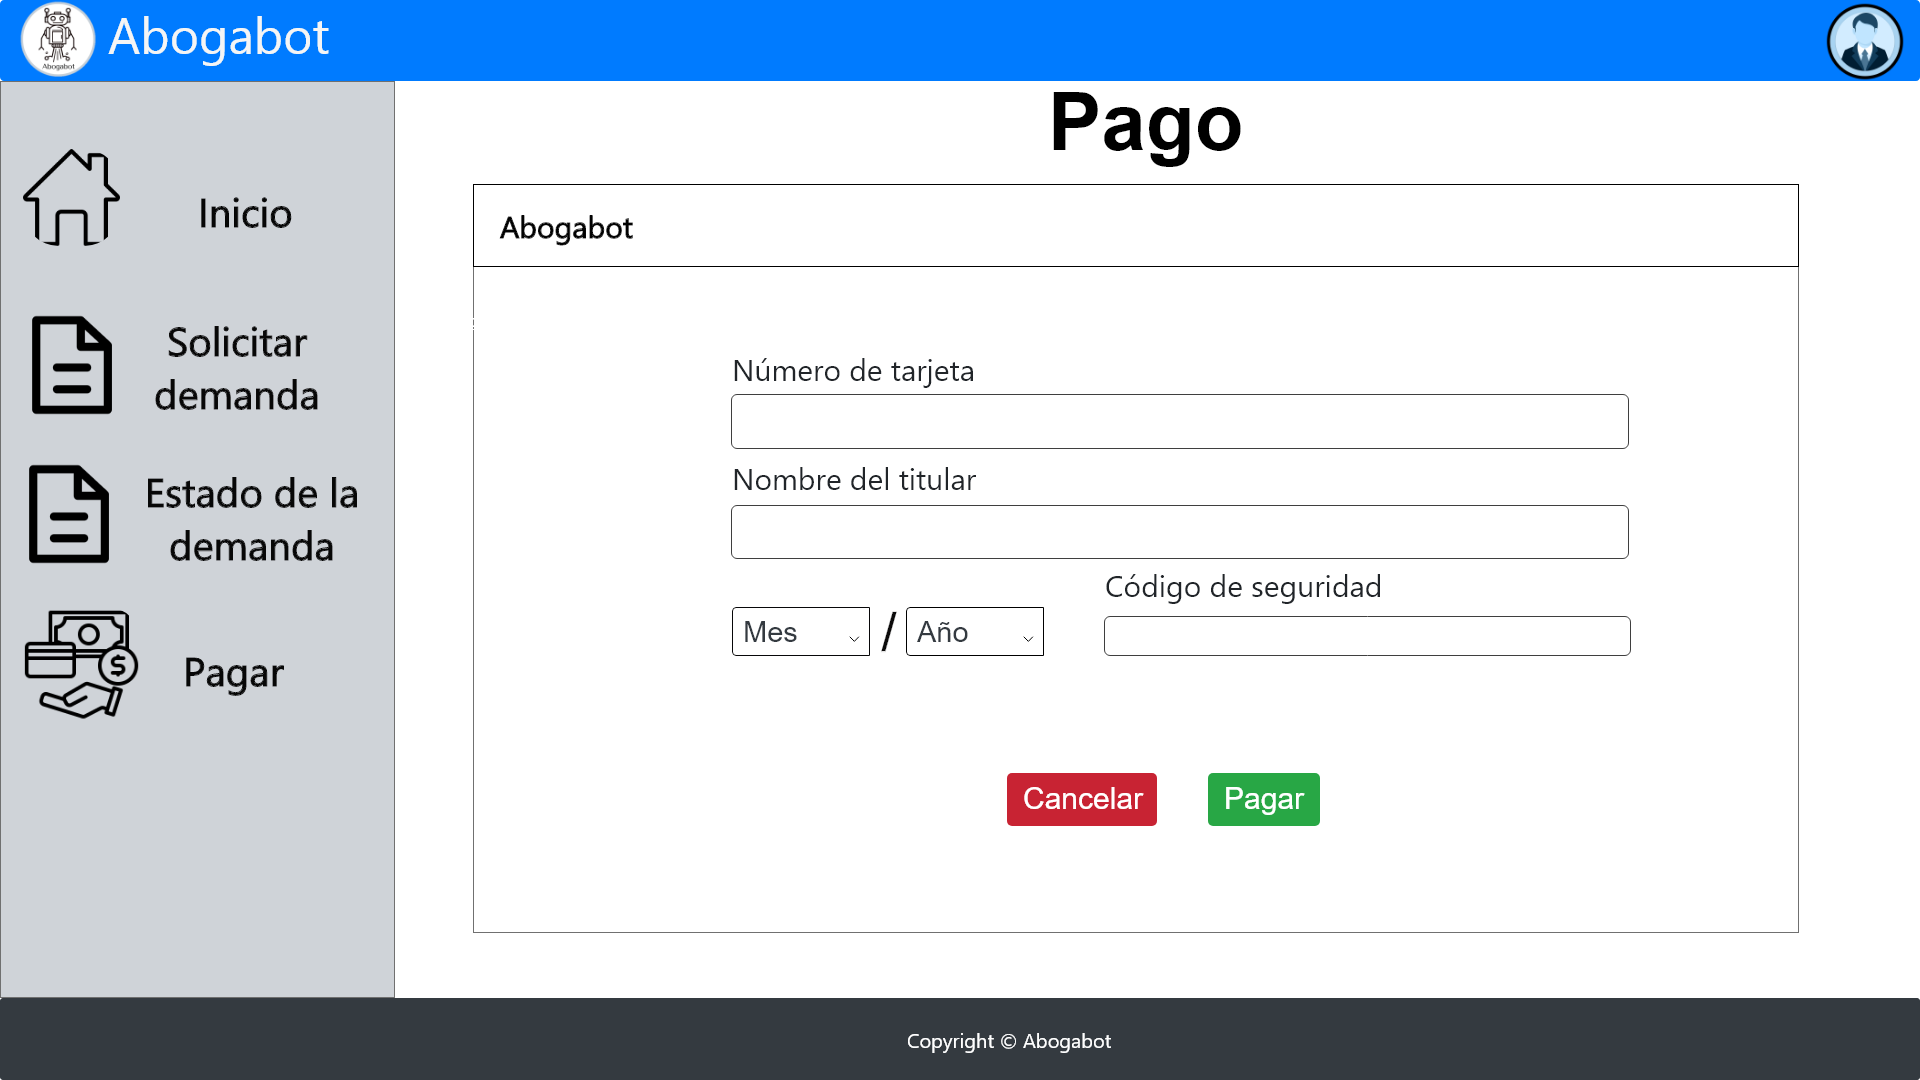 Abogabot
Abogabot
Pago
Inicio
Solicitar
demanda
Estado de la
demanda
Pagar
Abogabot
Número de tarjeta
Nombre del titular
Código de seguridad
Mes / Año
Cancelar Pagar
Copyright © Abogabot